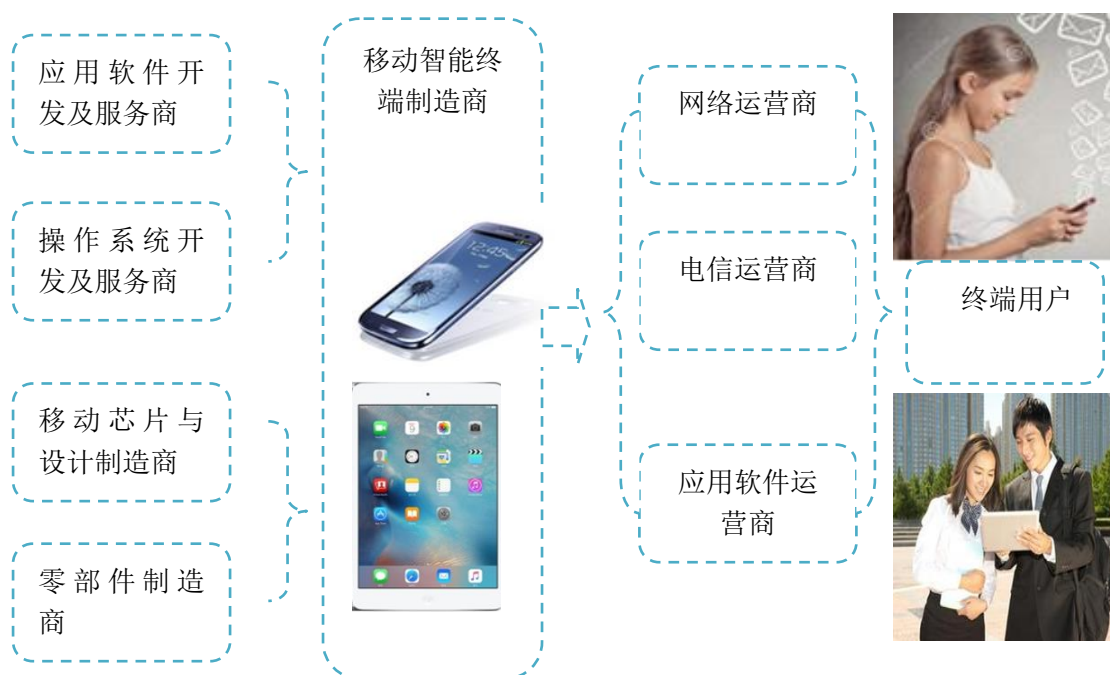 应用软件开
发及服务商
操作系统开
发及服务商
移动芯片与
设计制造商
零部件制造
商
移动智能终
端制造商
12:45
网络运营商
电信运营商
应用软件运
营商
终端用户